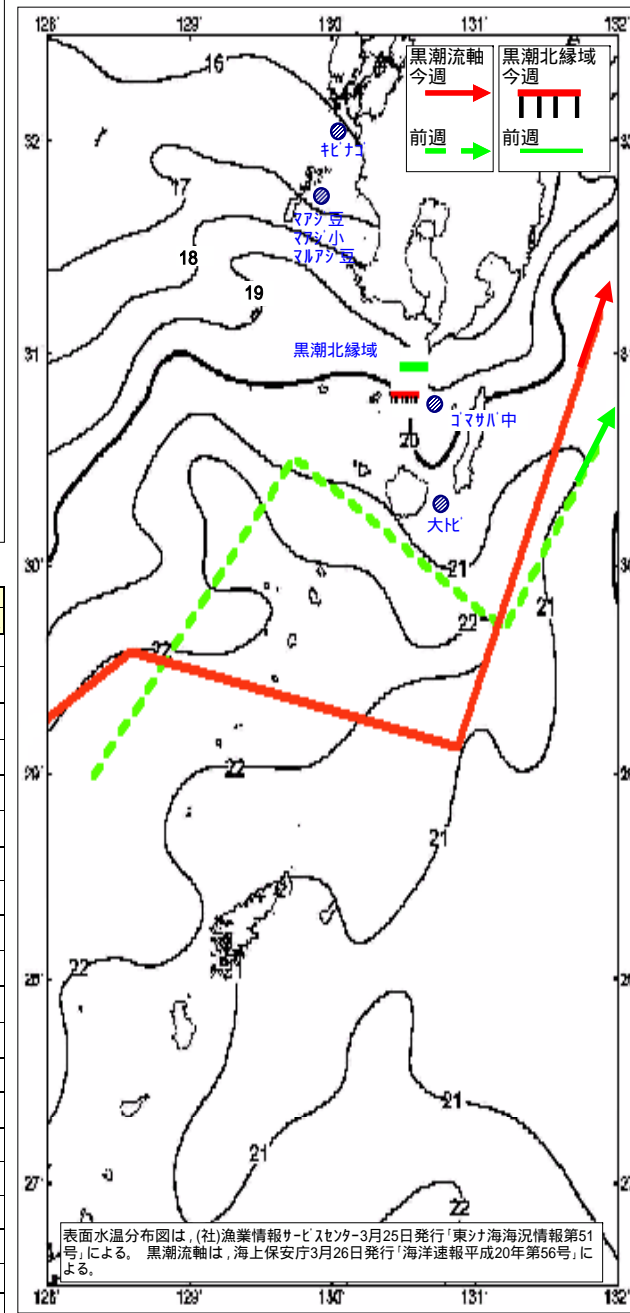 128°
129°
130
131°
132°
黒潮流軸
今週
前週
黒潮北縁域
今週
前週
16
32
キビナゴ
17
マアジ 豆
マアジ 小
マルアジ 豆
18
19
31
黒潮北縁域
20
ゴマサバ 中
大トビ
21
30°
21
22
22
29°
22
21
28°
22
21
21
27°
22
表面水温分布図は，(社)漁業情報サービスセンター3月25日発行「東シナ海海況情報第51
号」による。 黒潮流軸は，海上保安庁3月26日発行「海洋速報平成20年第56号」に
よる。
128°
129°
130
131°
132°